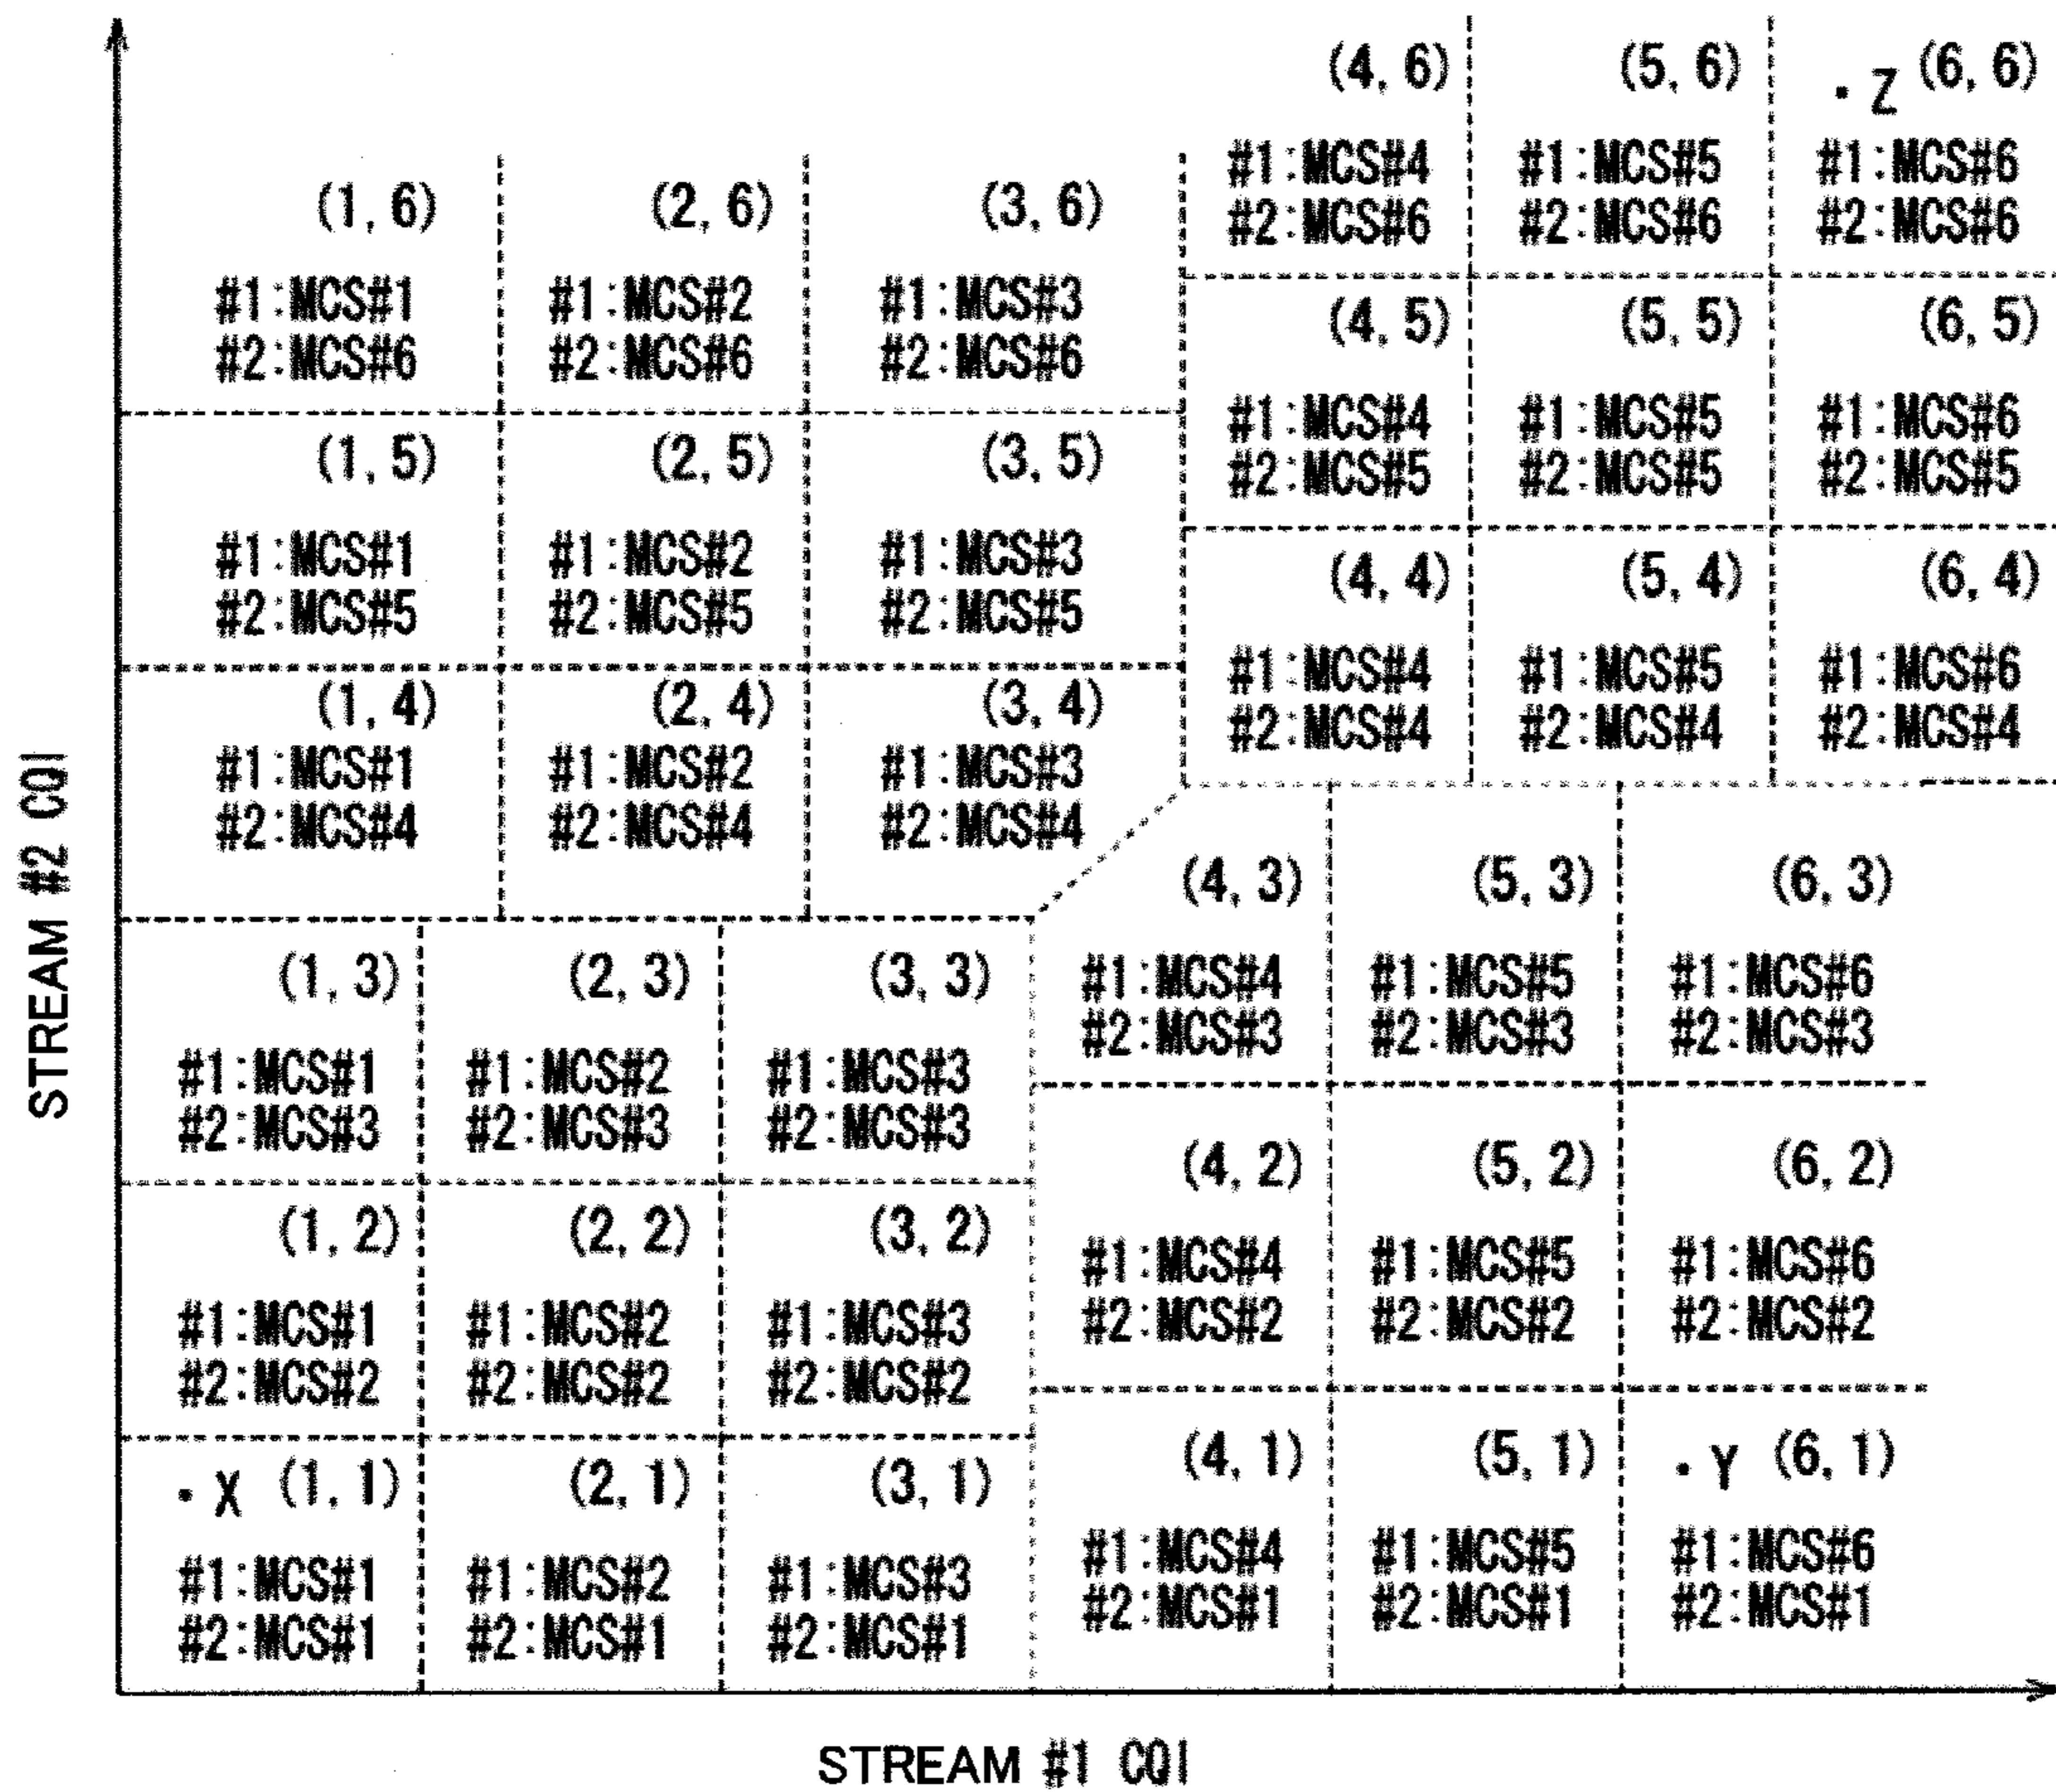 (4, 6) (5, 6) · Z (6, 6)
#1:MCS#4 #1:MCS#5 #1:MCS#6
#2:MCS#6 #2:MCS#6 #2:MCS#6
(1, 6) (2, 6) (3, 6)
#1:MCS#1 #1:MCS#2 #1:MCS#3
#2:MCS#6 #2:MCS#6 #2:MCS#6
(4, 5) (5, 5) (6, 5)
#1:MCS#4 #1:MCS#5 #1:MCS#6
#2:MCS#5 #2:MCS#5 #2:MCS#5
(1, 5) (2, 5) (3, 5)
#1:MCS#1 #1:MCS#2 #1:MCS#3
#2:MCS#5 #2:MCS#5 #2:MCS#5
(4, 4) (5, 4) (6, 4)
#1:MCS#4 #1:MCS#5 #1:MCS#6
#2:MCS#4 #2:MCS#4 #2:MCS#4
(1, 4) (2, 4) (3, 4)
#1:MCS#1 #1:MCS#2 #1:MCS#3
#2:MCS#4 #2:MCS#4 #2:MCS#4
(4, 3) (5, 3) (6, 3)
#1:MCS#4 #1:MCS#5 #1:MCS#6
#2:MCS#3 #2:MCS#3 #2:MCS#3
(1, 3) (2, 3) (3, 3)
#1:MCS#1 #1:MCS#2 #1:MCS#3
#2:MCS#3 #2:MCS#3 #2:MCS#3
(4, 2) (5, 2) (6, 2)
#1:MCS#4 #1:MCS#5 #1:MCS#6
#2:MCS#2 #2:MCS#2 #2:MCS#2
(1, 2) (2, 2) (3, 2)
#1:MCS#1 #1:MCS#2 #1:MCS#3
#2:MCS#2 #2:MCS#2 #2:MCS#2
(4, 1) (5, 1) · Y (6, 1)
#1:MCS#4 #1:MCS#5 #1:MCS#6
#2:MCS#1 #2:MCS#1 #2:MCS#1
· X (1, 1) (2, 1) (3, 1)
#1:MCS#1 #1:MCS#2 #1:MCS#3
#2:MCS#1 #2:MCS#1 #2:MCS#1
STREAM #2 CQI
STREAM #1 CQI